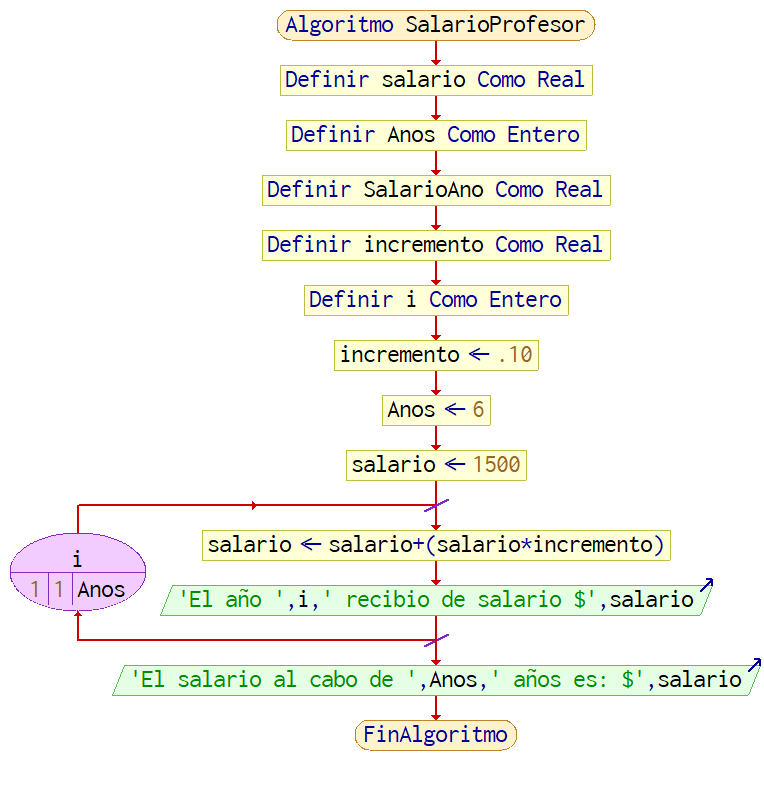 Algoritmo SalarioProfesor
Definir salario Como Real
Definir Anos Como Entero
Definir SalarioAno Como Real
Definir incremento Como Real
Definir i Como Entero
incremento ← .10
Anos ← 6
salario ← 1500
i
1 1 Anos
salario ← salario+(salario*incremento)
'El año ',i,' recibio de salario $',salario
'El salario al cabo de ',Anos,' años es: $',salario
FinAlgoritmo